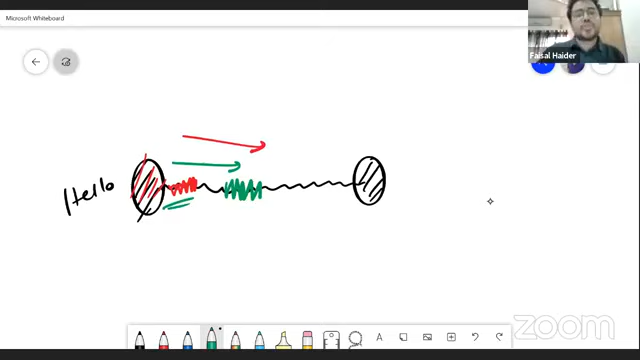 Microsoft Whiteboard
Faisal Haider
Hello
A
zoom